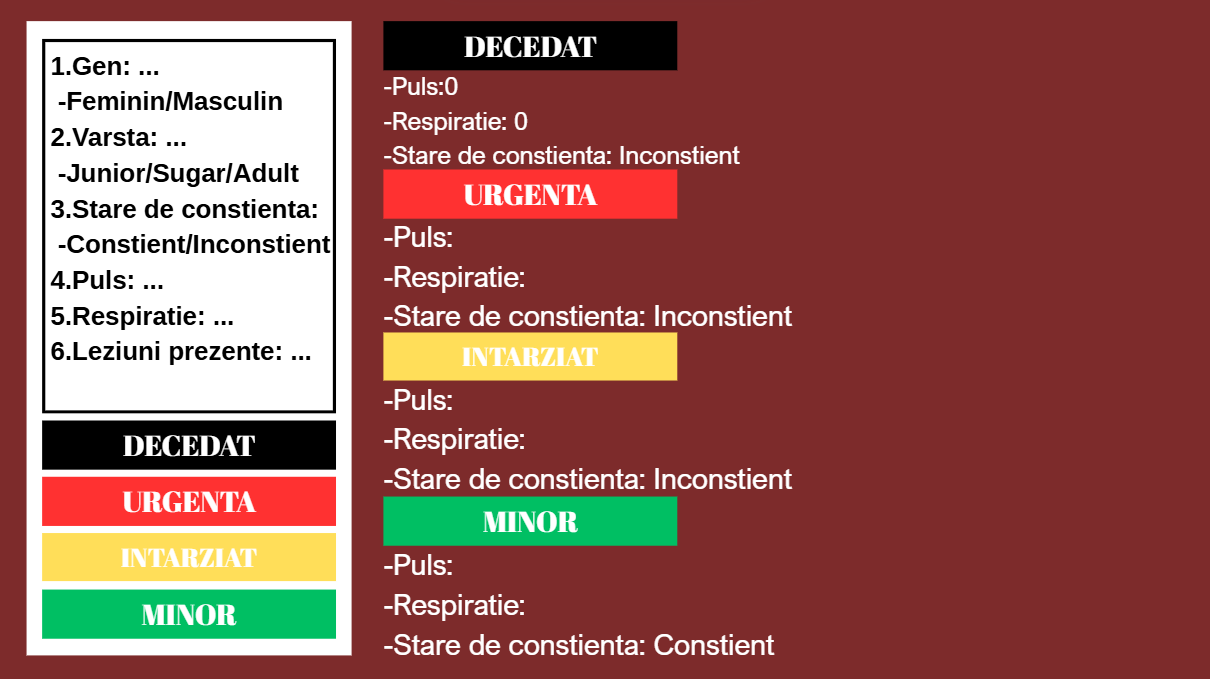 1.Gen: ...
-Feminin/Masculin
2.Varsta: ...
-Junior/Sugar/Adult
3.Stare de constienta:
-Constient/Inconstient
4.Puls: ...
5.Respiratie: ...
6.Leziuni prezente: ...
DECEDAT
URGENTA
INTARZIAT
MINOR
DECEDAT
-Puls:0
-Respiratie: 0
-Stare de constienta: Inconstient
URGENTA
-Puls:
-Respiratie:
-Stare de constienta: Inconstient
INTARZIAT
-Puls:
-Respiratie:
-Stare de constienta: Inconstient
MINOR
-Puls:
-Respiratie:
-Stare de constienta: Constient